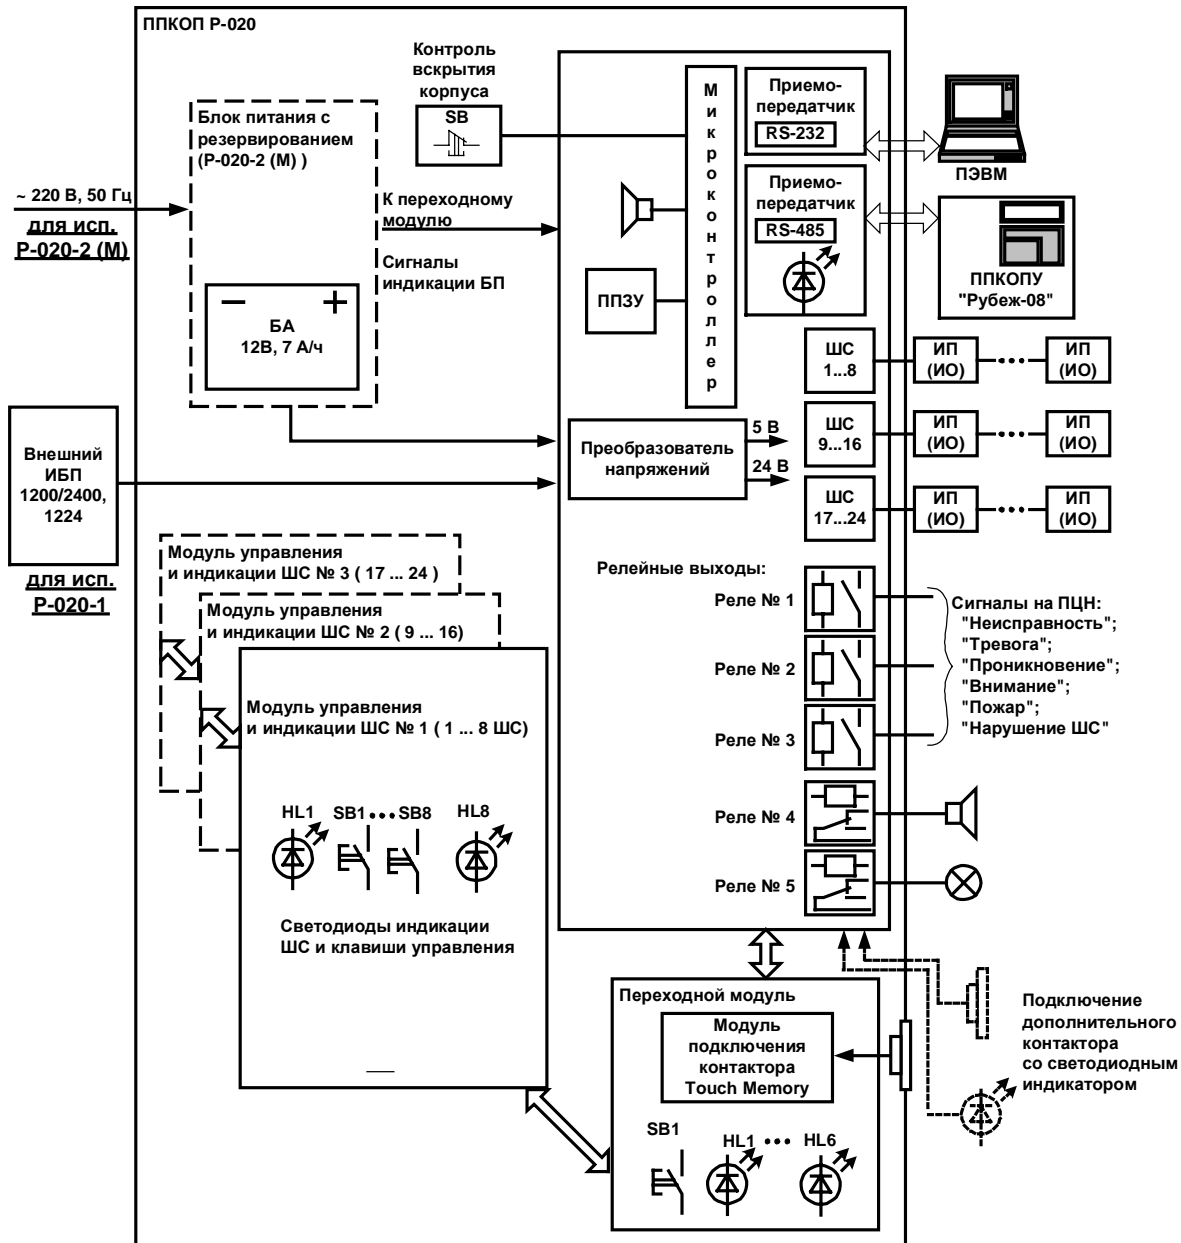 ППКОП Р-020
Контроль
вскрытия
корпуса
SB
Блок питания с
резервированием
(Р-020-2 (М) )
~ 220 В, 50 Гц
для исп.
Р-020-2 (М)
К переходному
модулю
Сигналы
индикации БП
БА
12В, 7 А/ч
Микроконтроллер
ППЗУ
Приемо-
передатчик
RS-232
ПЭВМ
Приемо-
передатчик
RS-485
ППКОПУ
"Рубеж-08"
ШС
1...8
ИП
(ИО)
ИП
(ИО)
ШС
9...16
ИП
(ИО)
ИП
(ИО)
ШС
17...24
ИП
(ИО)
ИП
(ИО)
Преобразователь
напряжений
5 В
24 В
Внешний
ИБП
1200/2400,
1224
для исп.
Р-020-1
Модуль управления
и индикации ШС № 3 ( 17 ... 24 )
Модуль управления
и индикации ШС № 2 ( 9 ... 16)
Модуль управления
и индикации ШС № 1 ( 1 ... 8 ШС)
HL1 SB1 ••• SB8 HL8
Светодиоды индикации
ШС и клавиши управления
Релейные выходы:
Реле № 1
Реле № 2
Реле № 3
Реле № 4
Реле № 5
Сигналы на ПЦН:
"Неисправность";
"Тревога";
"Проникновение";
"Внимание";
"Пожар";
"Нарушение ШС"
Переходной модуль
Модуль
подключения
контактора
Touch Memory
SB1
HL1 ••• HL6
Подключение
дополнительного
контактора
со светодиодным
индикатором